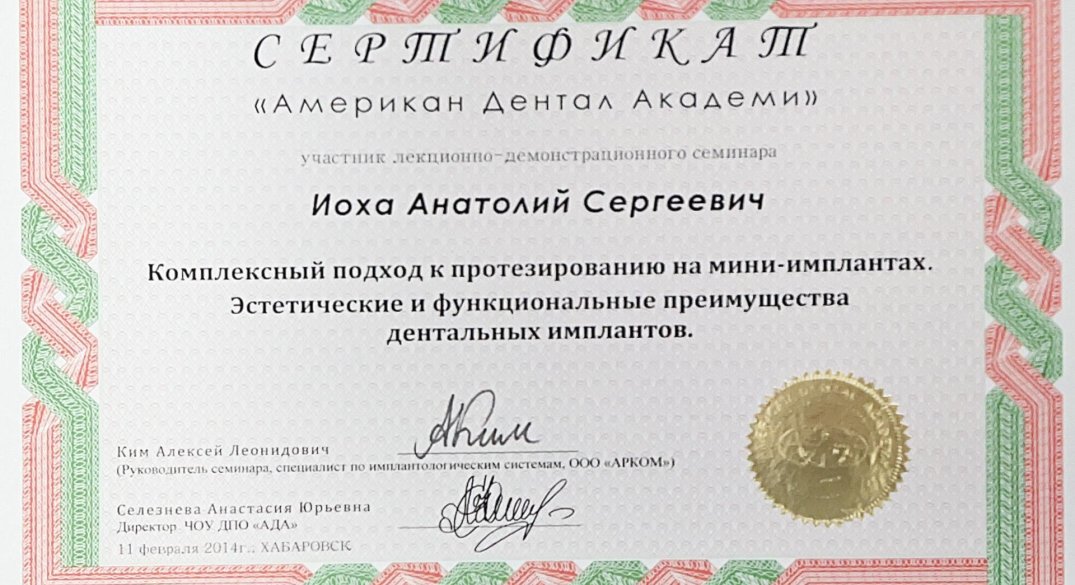 СЕРТИФИКАТ
«Американ Дентал Академи»
участник лекционно-демонстрационного семинара
Иоха Анатолий Сергеевич
Комплексный подход к протезированию на мини-имплантах.
Эстетические и функциональные преимущества
дентальных имплантов.
АКим
Ким Алексей Леонидович
(Руководитель семинара, специалист по имплантологическим системам, ООО «АРКОМ»)
Селезнева Анастасия Юрьевна
Директор ЧОУ ДПО «АДА»
11 февраля 2014г., ХАБАРОВСК